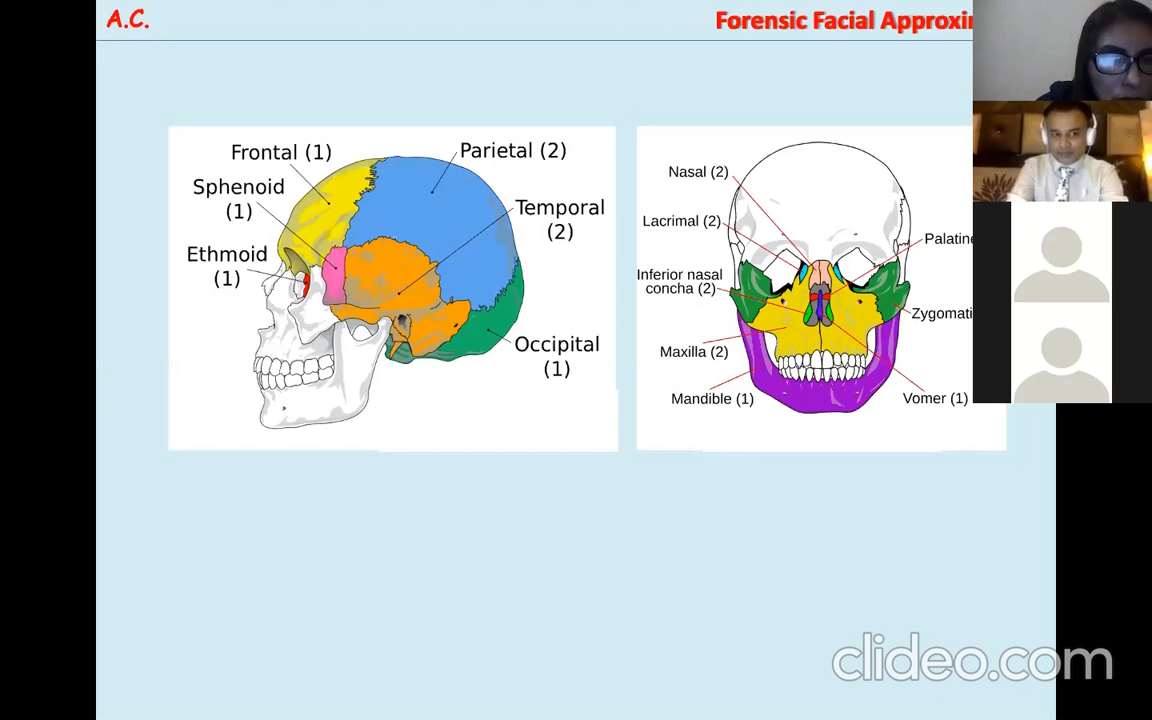 A.C.
Forensic Facial Approxim
Frontal (1)
Parietal (2)
Sphenoid
(1)
Temporal
(2)
Ethmoid
(1)
Occipital
(1)
Nasal (2)
Lacrimal (2)
Palatine
Inferior nasal
concha (2)
Zygomati
Maxilla (2)
Mandible (1)
Vomer (1)
clideo.com